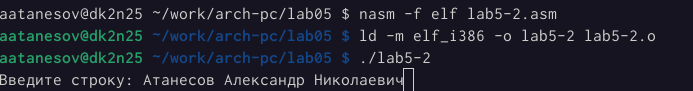 aatanesov@dk2n25 ~/work/arch-pc/lab05 $ nasm -f elf lab5-2.asm
aatanesov@dk2n25 ~/work/arch-pc/lab05 $ ld -m elf_i386 -o lab5-2 lab5-2.o
aatanesov@dk2n25 ~/work/arch-pc/lab05 $ ./lab5-2
Введите строку: Атанесов Александр Николаевич